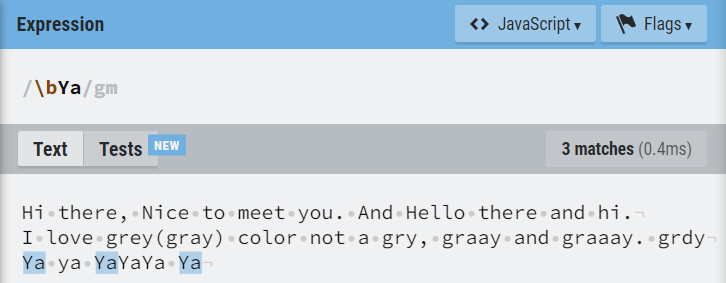 Expression
JavaScript
Flags
/\bYa/gm
Text
Tests
NEW
3 matches (0.4ms)
Hi there, Nice to meet you. And Hello there and hi.
I love grey(gray) color not a gry, graay and graaay. grdy
Ya ya YaYaYa Ya